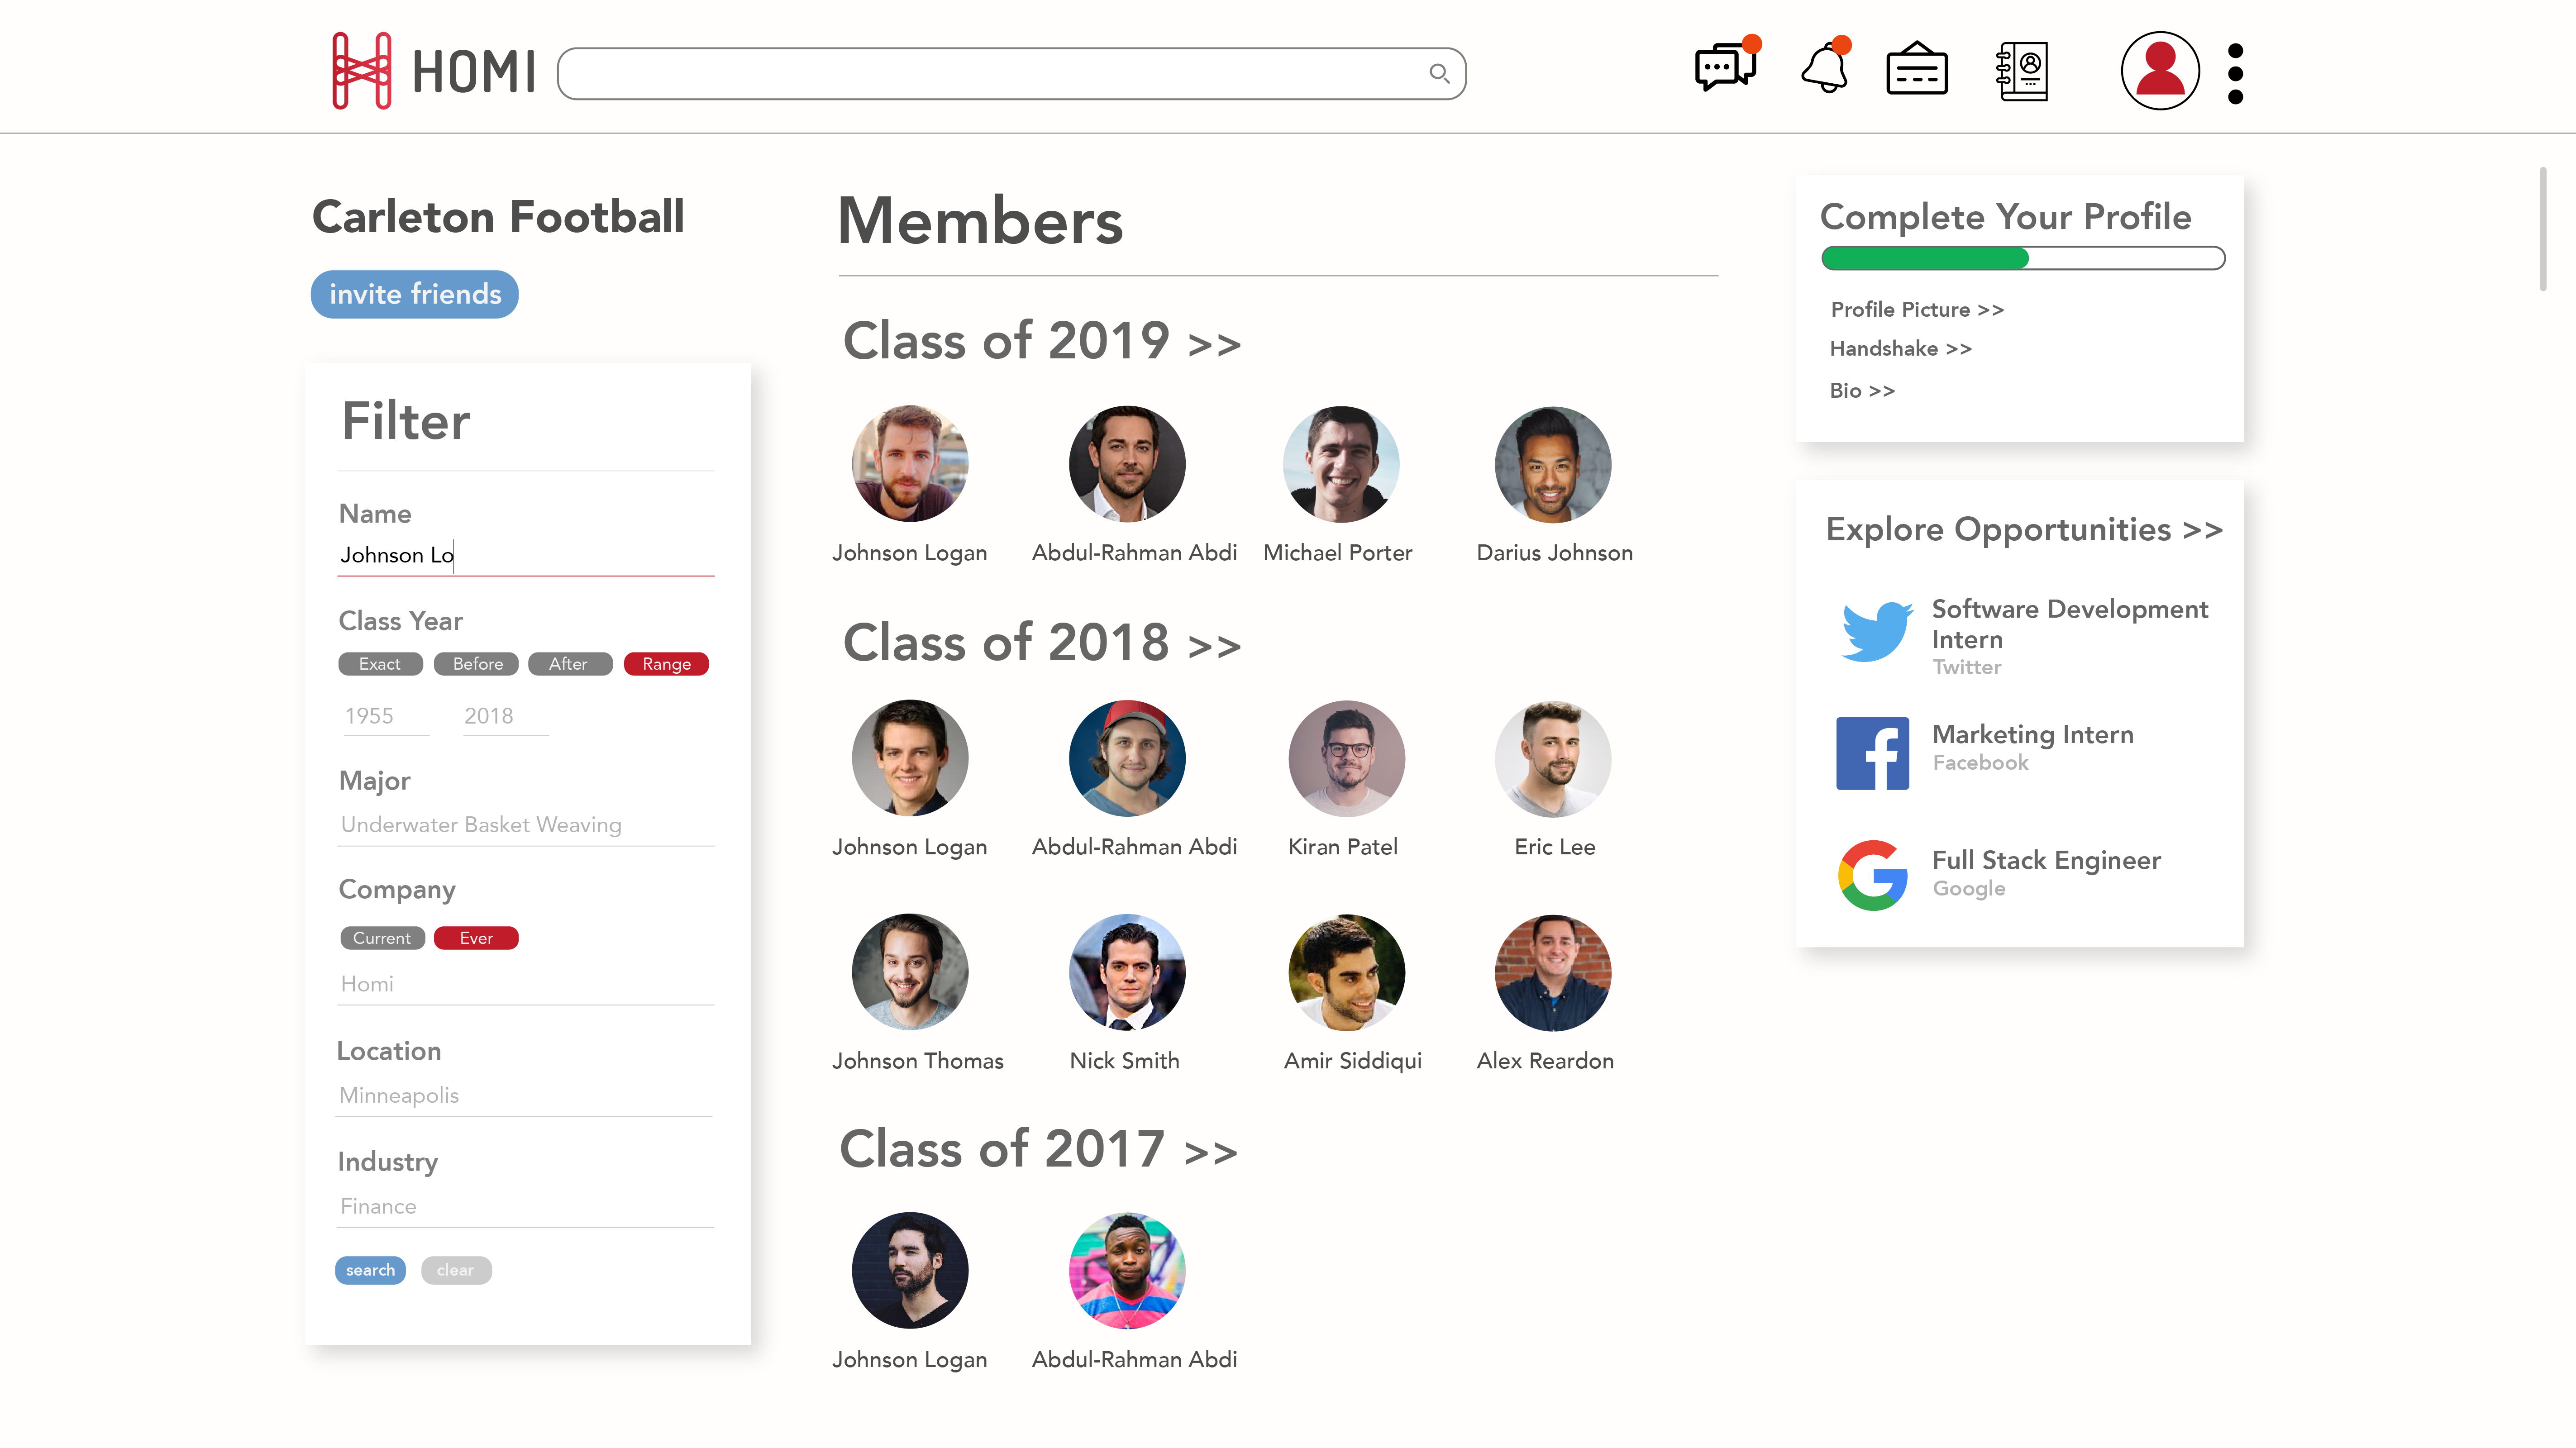 HOMI
Carleton Football
invite friends
Filter
Name
Johnson Lo
Class Year
Exact Before After Range
1955 2018
Major
Underwater Basket Weaving
Company
Current Ever
Homi
Location
Minneapolis
Industry
Finance
search clear
Members
Class of 2019 >>
Johnson Logan Abdul-Rahman Abdi Michael Porter Darius Johnson
Class of 2018 >>
Johnson Logan Abdul-Rahman Abdi Kiran Patel Eric Lee
Johnson Thomas Nick Smith Amir Siddiqui Alex Reardon
Class of 2017 >>
Johnson Logan Abdul-Rahman Abdi
Complete Your Profile
Profile Picture >>
Handshake >>
Bio >>
Explore Opportunities >>
Software Development
Intern
Twitter
Marketing Intern
Facebook
Full Stack Engineer
Google